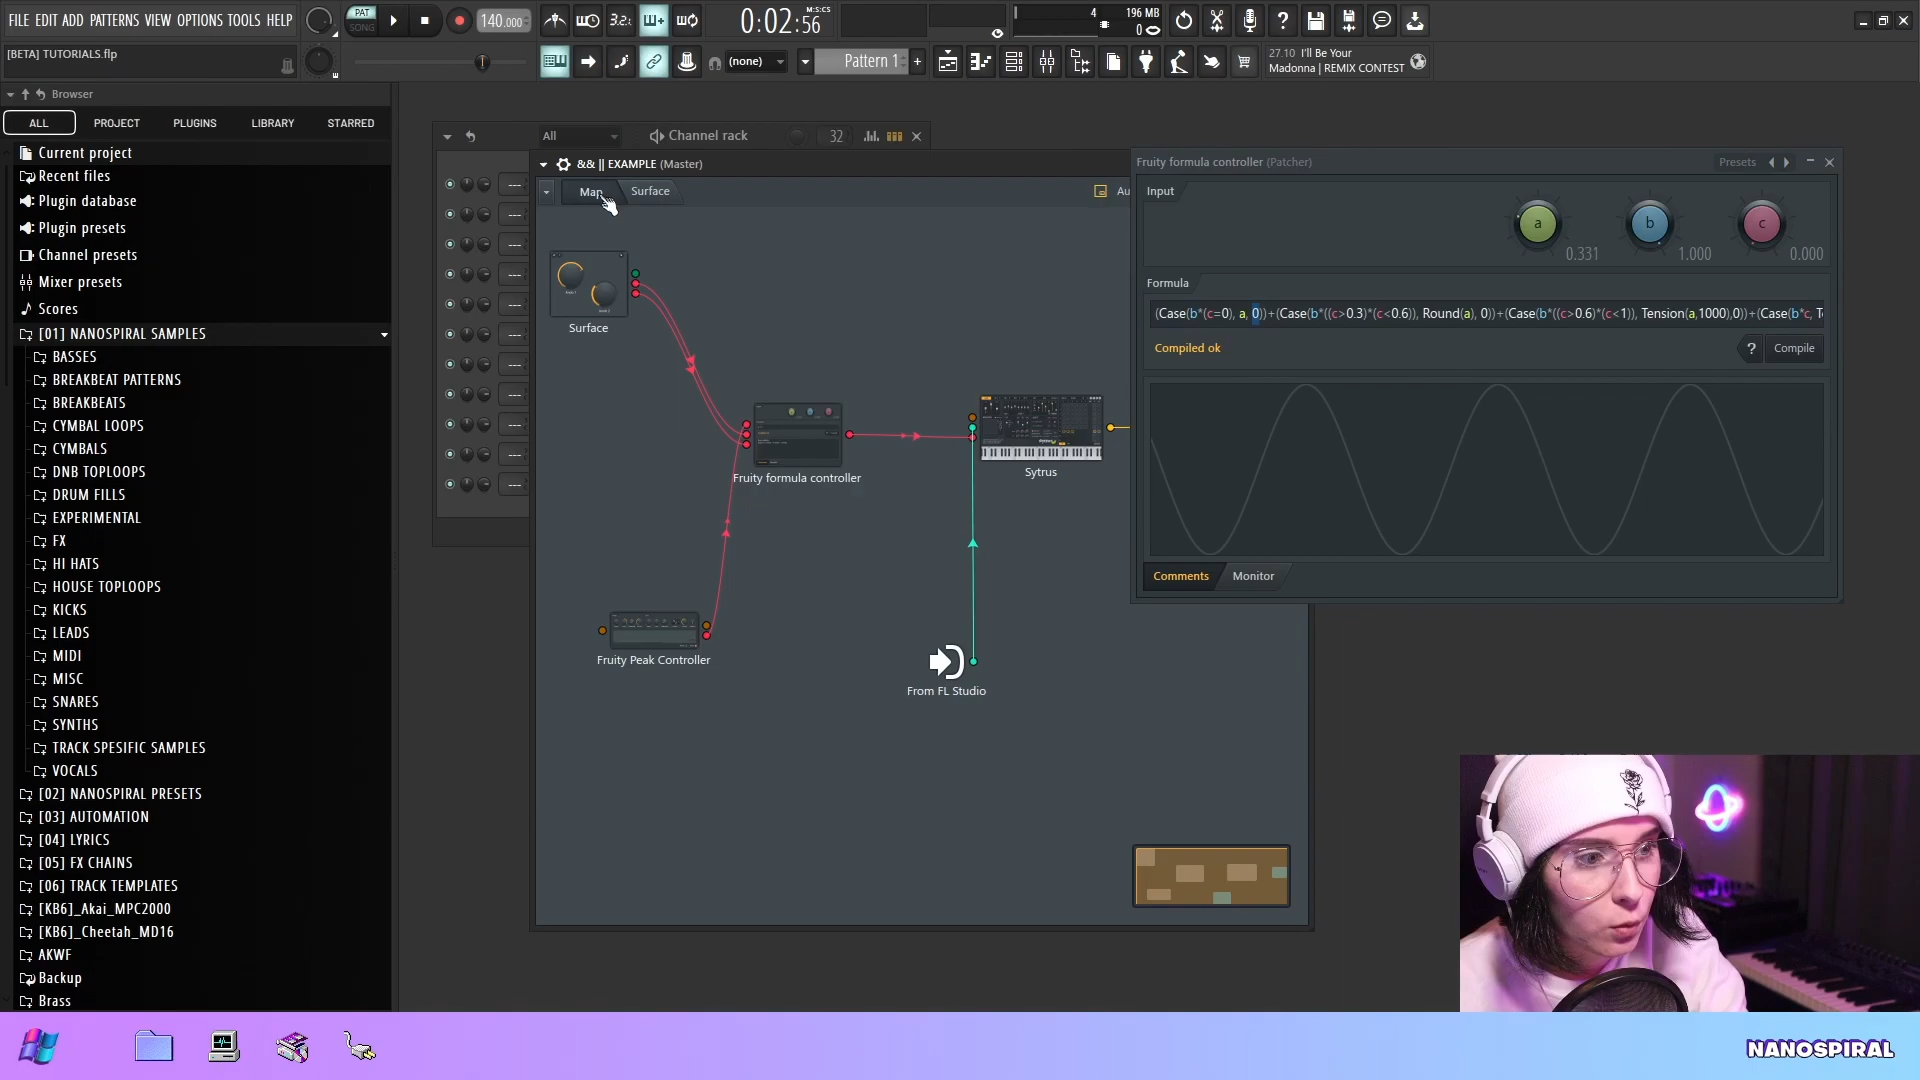 FILE EDIT ADD PATTERNS VIEW OPTIONS TOOLS HELP
PAT
SONG
140.000
3.2.
0:02:56
M:S:CS
4
196 MB
0
[BETA] TUTORIALS.flp
(none)
Pattern 1
+
27.10 I'll Be Your
Madonna | REMIX CONTEST
Browser
ALL PROJECT PLUGINS LIBRARY STARRED
Current project
Recent files
Plugin database
Plugin presets
Channel presets
Mixer presets
Scores
[01] NANOSPIRAL SAMPLES
BASSES
BREAKBEAT PATTERNS
BREAKBEATS
CYMBAL LOOPS
CYMBALS
DNB TOPLOOPS
DRUM FILLS
EXPERIMENTAL
FX
HI HATS
HOUSE TOPLOOPS
KICKS
LEADS
MIDI
MISC
SNARES
SYNTHS
TRACK SPESIFIC SAMPLES
VOCALS
[02] NANOSPIRAL PRESETS
[03] AUTOMATION
[04] LYRICS
[05] FX CHAINS
[06] TRACK TEMPLATES
[KB6]_Akai_MPC2000
[KB6]_Cheetah_MD16
AKWF
Backup
Brass
All
Channel rack
32
&& || EXAMPLE (Master)
Map
Surface
Au
Surface
Fruity formula controller
Sytrus
Fruity Peak Controller
From FL Studio
Fruity formula controller (Patcher)
Presets
Input
a
b
c
0.331
1.000
0.000
Formula
(Case(b*(c=0), a, 0))+(Case(b*((c>0.3)*(c<0.6)), Round(a), 0))+(Case(b*((c>0.6)*(c<1)), Tension(a,1000),0))+(Case(b*c, T
Compiled ok
?
Compile
Comments
Monitor
NANOSPIRAL